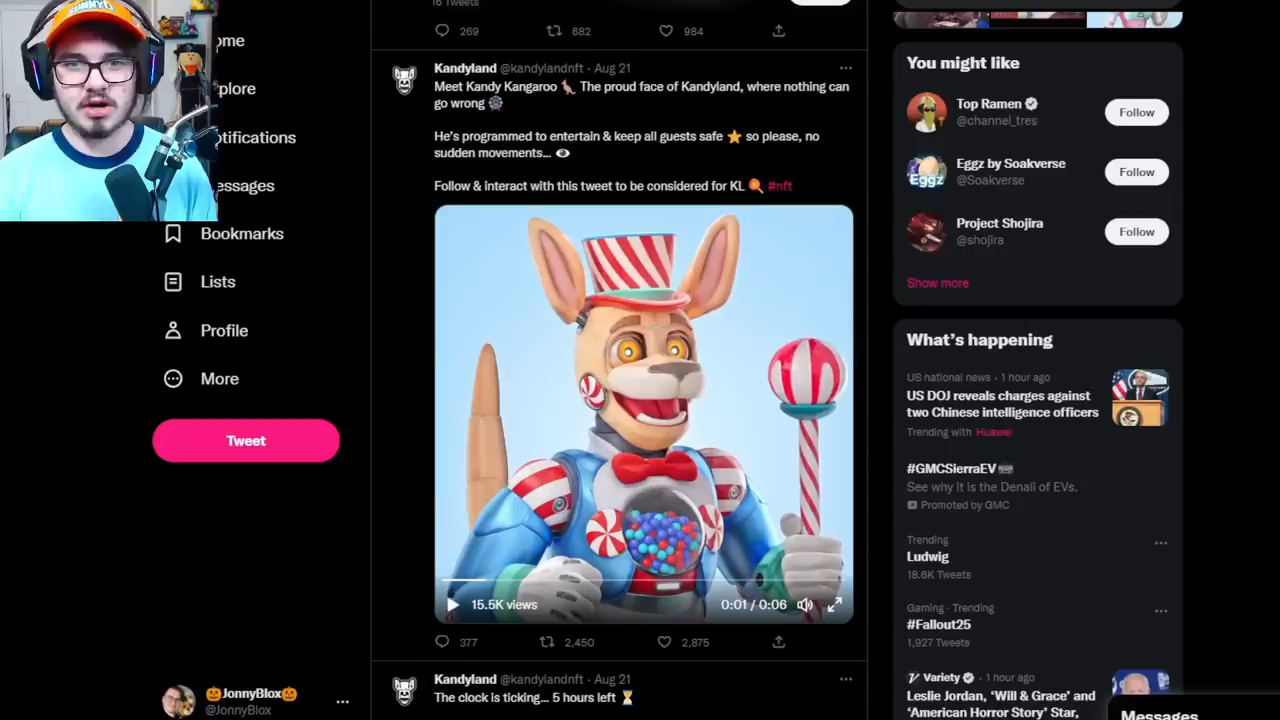 JONNYB
ome
plore
otifications
essages
Bookmarks
Lists
Profile
More
Tweet
🎃JonnyBlox🎃
@JonnyBlox
16 Tweets
269 682 984
Kandyland @kandylandnft · Aug 21
Meet Kandy Kangaroo 🦘 The proud face of Kandyland, where nothing can
go wrong 🎡
He's programmed to entertain & keep all guests safe ⭐ so please, no
sudden movements... 👁
Follow & interact with this tweet to be considered for KL 🍭 #nft
15.5K views
0:01 / 0:06
377 2,450 2,875
Kandyland @kandylandnft · Aug 21
The clock is ticking... 5 hours left ⏳
You might like
Top Ramen
@channel_tres
Follow
Eggz by Soakverse
@Soakverse
Follow
Eggz
Project Shojira
@shojira
Follow
Show more
What's happening
US national news · 1 hour ago
US DOJ reveals charges against
two Chinese intelligence officers
Trending with Huawei
#GMCSierraEV
See why it is the Denali of EVs.
Promoted by GMC
Trending
Ludwig
18.6K Tweets
Gaming · Trending
#Fallout25
1,927 Tweets
Variety · 1 hour ago
Leslie Jordan, 'Will & Grace' and
'American Horror Story' Star,
Messages